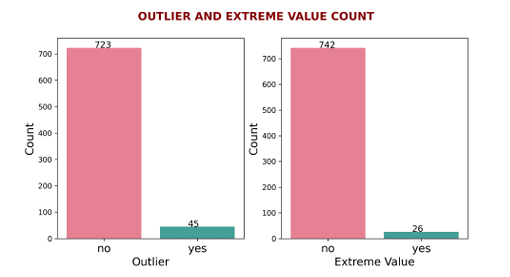 OUTLIER AND EXTREME VALUE COUNT
723
45
700
600
500
400
300
200
100
0
Count
no
yes
Outlier
742
26
700
600
500
400
300
200
100
0
Count
no
yes
Extreme Value